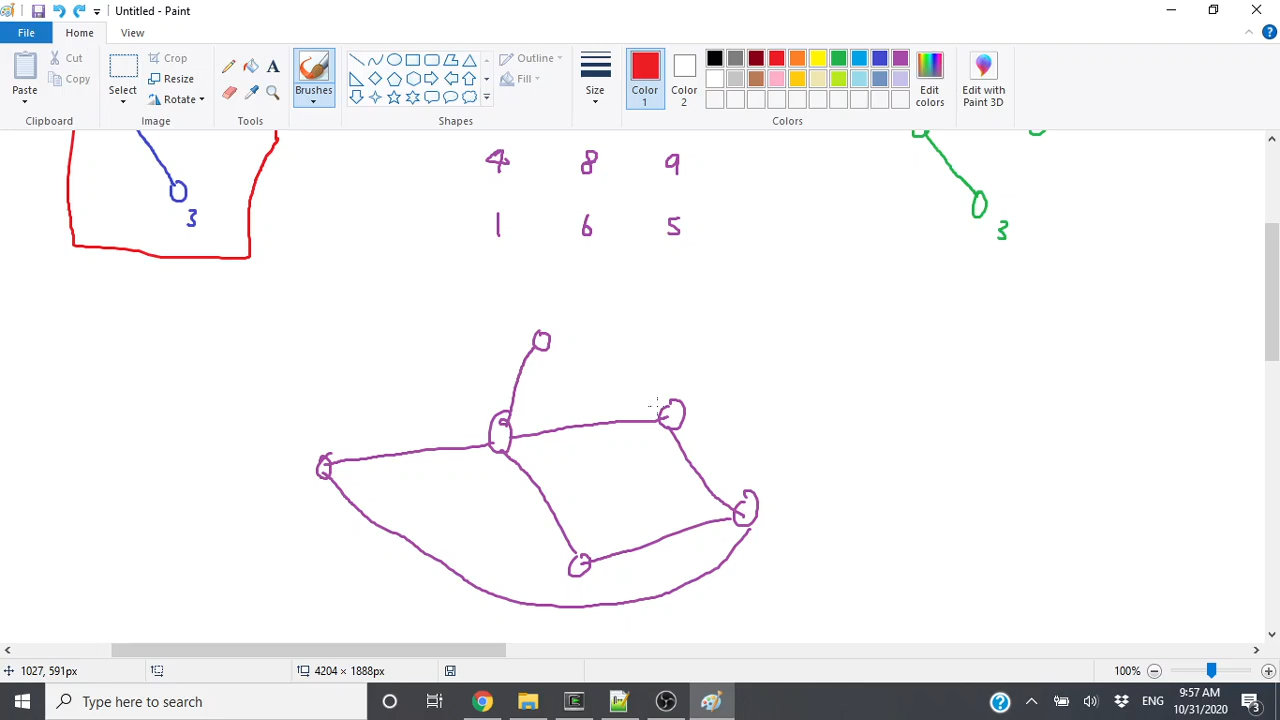 Untitled - Paint
File Home View
Paste
Cut
Copy
Clipboard
Select
Crop
Resize
Rotate
Image
A
Tools
Brushes
Shapes
Outline
Fill
Size
Color 1
Color 2
Colors
Edit colors
Edit with Paint 3D
4 8 9
3
1 6 5
3
1027, 591px
4204 × 1888px
100%
Type here to search
ENG
9:57 AM
10/31/2020
3